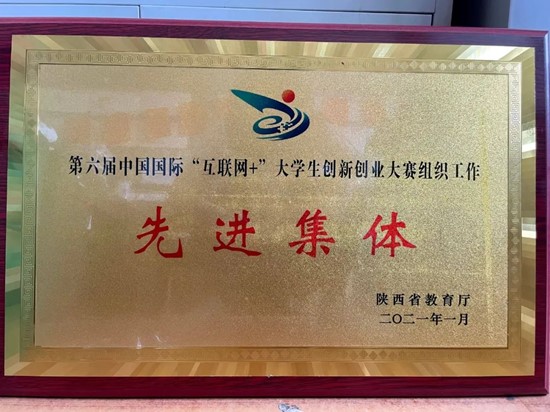 第六届中国国际“互联网+”大学生创新创业大赛组织工作
先进集体
陕西省教育厅
二〇二一年一月